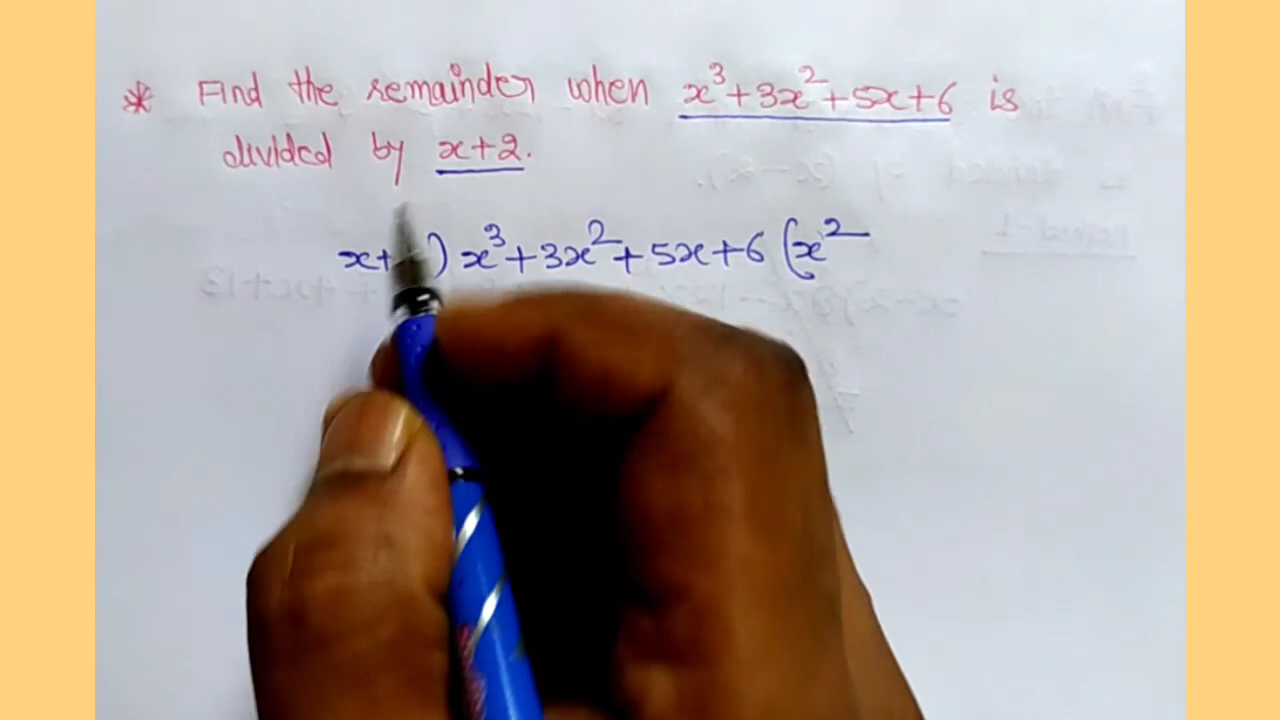 * Find the remainder when x³+3x²+5x+6 is
divided by x+2.
x+ ) x³+3x²+5x+6 (x²